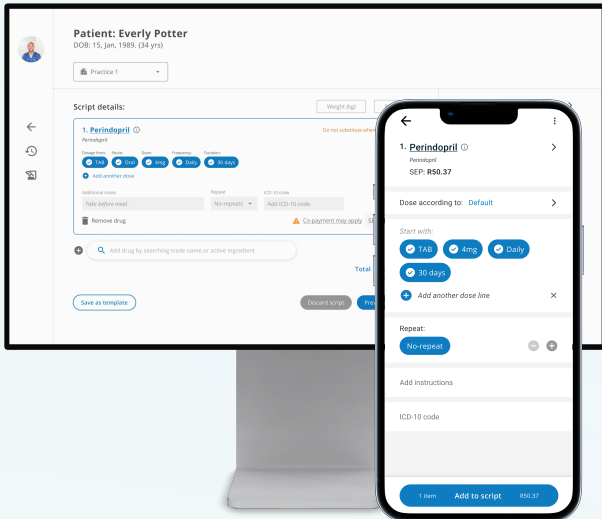 Patient: Everly Potter
DOB: 15, Jan, 1989. (34 yrs)
Practice 1
Script details:
Weight (kg)
1. Perindopril
Do not substitute when
Perindopril
Dosage form: Route: Dose: Frequency: Duration:
TAB Oral 4mg Daily 30 days
Add another dose
Additional notes Repeat ICD-10 code
Take before meal No-repeats Add ICD-10 code
Remove drug
Co-payment may apply
Add drug by searching trade name or active ingredient
Total
Save as template
Discard script
1. Perindopril
Perindopril
SEP: R50.37
Dose according to: Default
Start with:
TAB 4mg Daily
30 days
Add another dose line
Repeat:
No-repeat
Add instructions
ICD-10 code
1 item Add to script R50.37